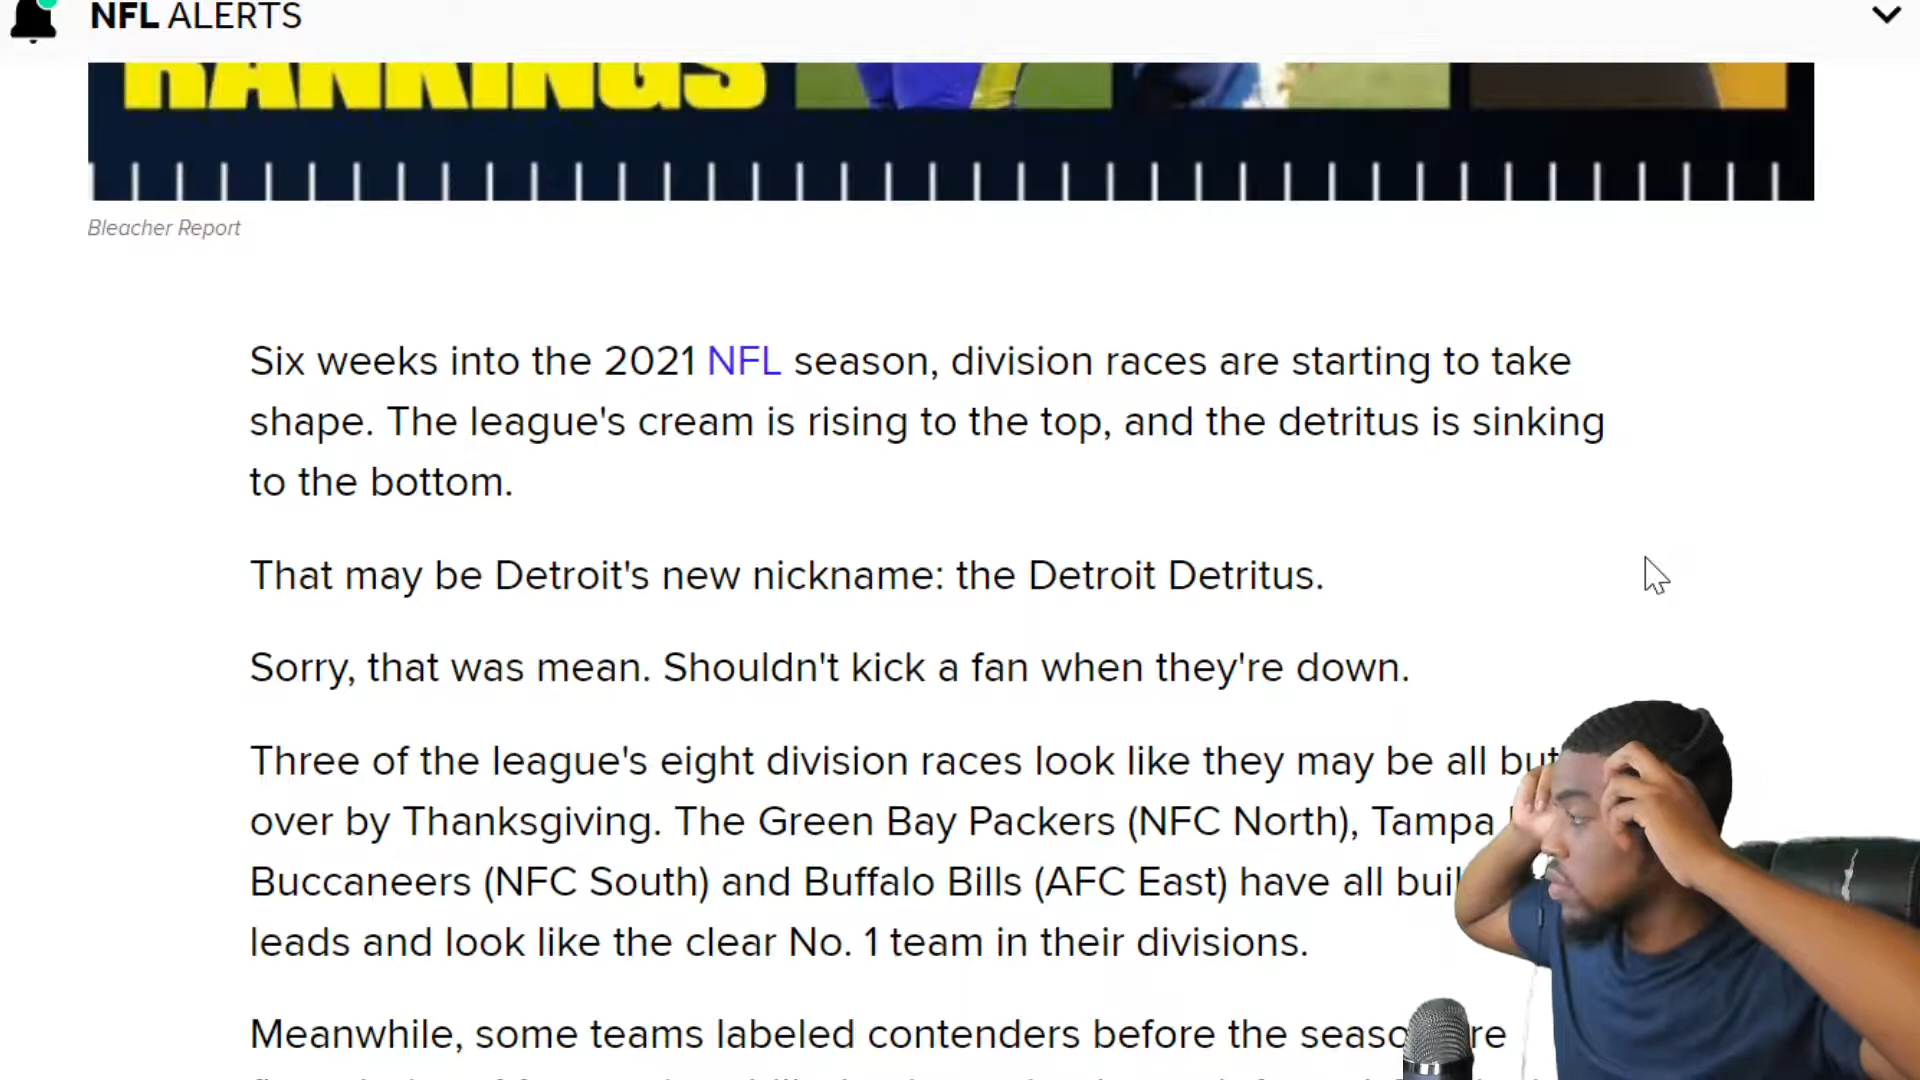 NFL ALERTS
RANKINGS
Bleacher Report
Six weeks into the 2021 NFL season, division races are starting to take
shape. The league's cream is rising to the top, and the detritus is sinking
to the bottom.
That may be Detroit's new nickname: the Detroit Detritus.
Sorry, that was mean. Shouldn't kick a fan when they're down.
Three of the league's eight division races look like they may be all but
over by Thanksgiving. The Green Bay Packers (NFC North), Tampa
Buccaneers (NFC South) and Buffalo Bills (AFC East) have all
leads and look like the clear No. 1 team in their divisions.
Meanwhile, some teams labeled contenders before the